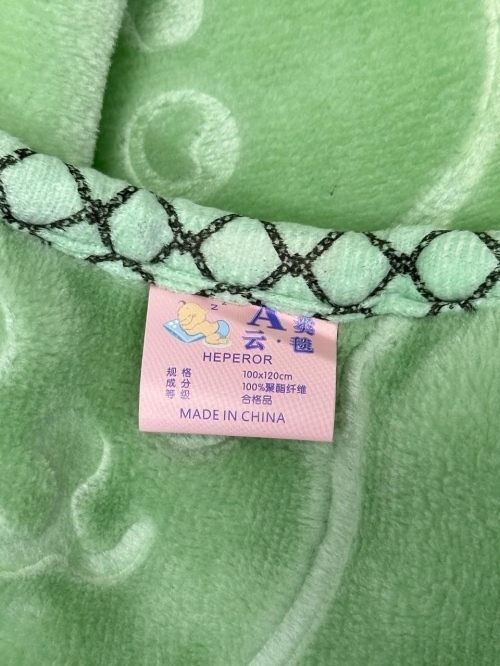 z
A
云·毯
HEPEROR
规格 100x120cm
成分 100%聚酯纤维
等级 合格品
MADE IN CHINA